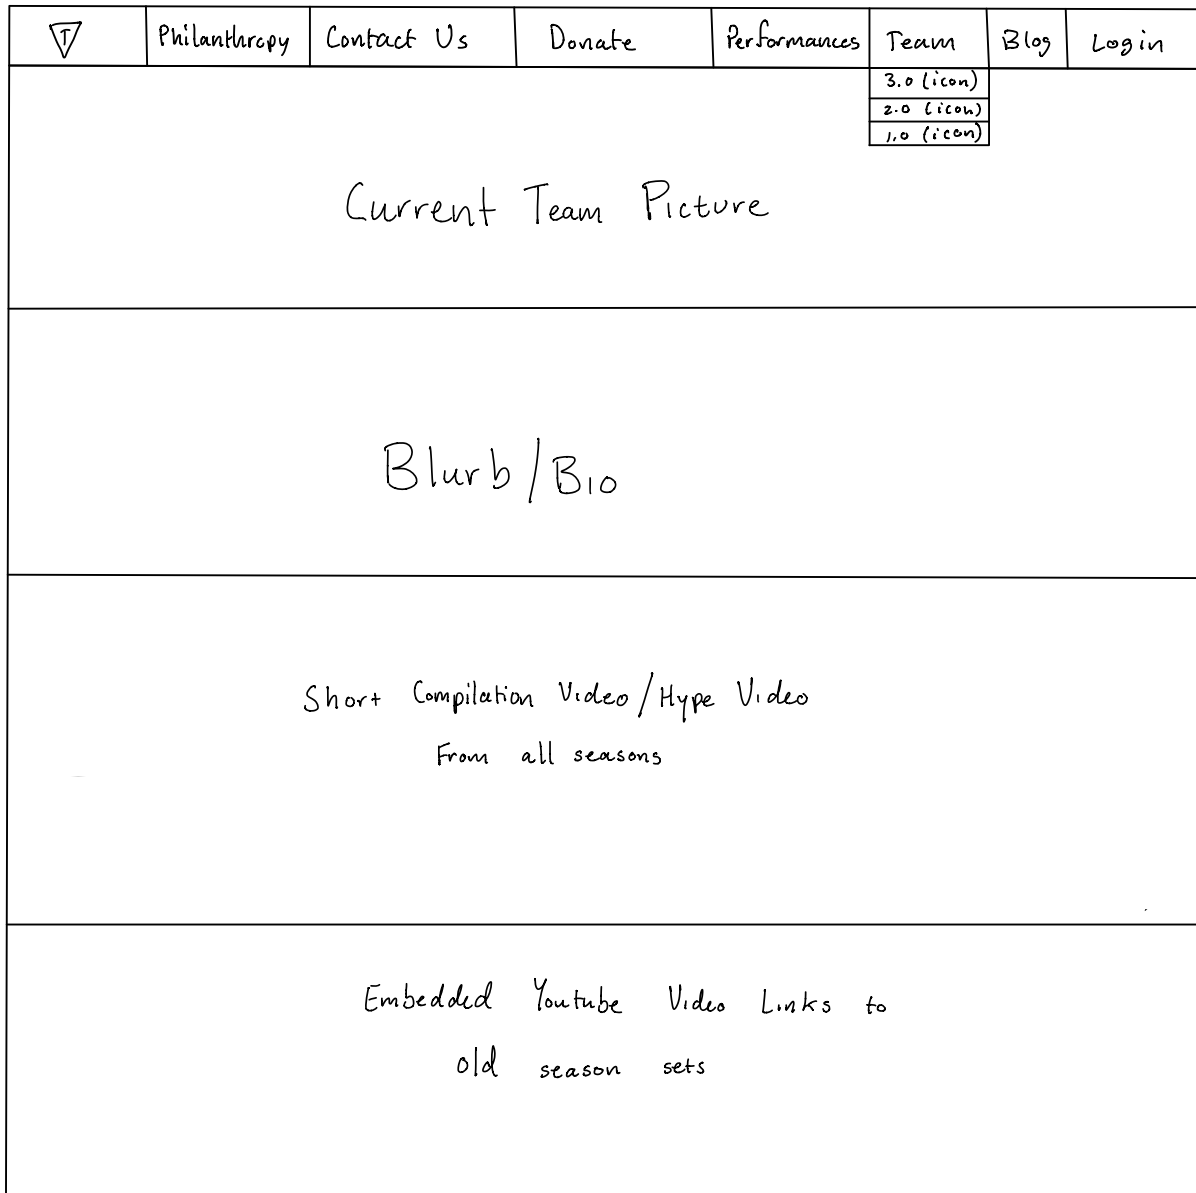 T
Philanthropy
Contact Us
Donate
Performances
Team
Blog
Login
3.0 (icon)
2.0 (icon)
1.0 (icon)
Current Team Picture
Blurb/Bio
Short Compilation Video/Hype Video
From all seasons
Embedded Youtube Video Links to
old season sets